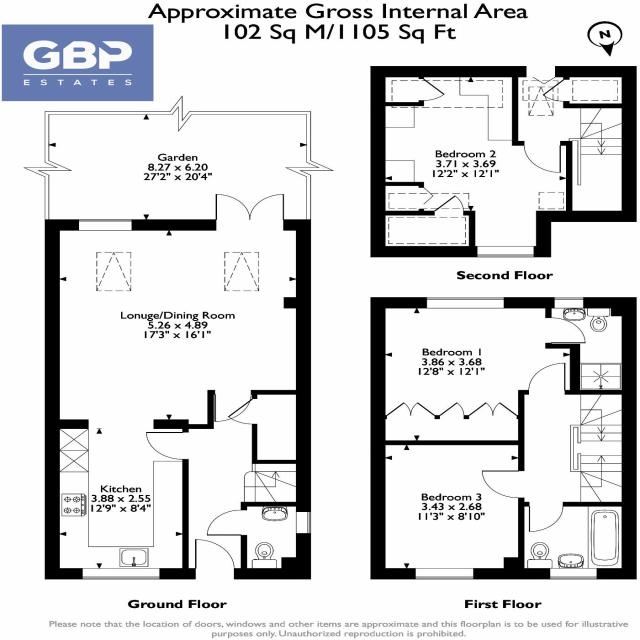 Approximate Gross Internal Area
102 Sq M/1105 Sq Ft
GBP
ESTATES
N
Garden
8.27 x 6.20
27'2" x 20'4"
Bedroom 2
3.71 x 3.69
12'2" x 12'1"
Second Floor
Lonuge/Dining Room
5.26 x 4.89
17'3" x 16'1"
Bedroom 1
3.86 x 3.68
12'8" x 12'1"
Kitchen
3.88 x 2.55
12'9" x 8'4"
Bedroom 3
3.43 x 2.68
11'3" x 8'10"
Ground Floor
First Floor
Please note that the location of doors, windows and other items are approximate and this floorplan is to be used for illustrative
purposes only. Unauthorized reproduction is prohibited.